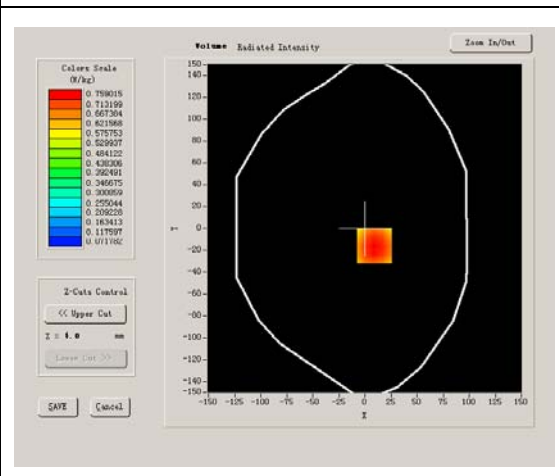 Volume Radiated Intensity
Zoom In/Out
Colors Scale
(W/kg)
0.759015
0.713199
0.667384
0.621568
0.575753
0.529937
0.484122
0.438306
0.392491
0.346675
0.300859
0.255044
0.209228
0.163413
0.117597
0.071782
Z-Cuts Control
<< Upper Cut
Z = 4.0 mm
Lower Cut >>
SAVE
Cancel
150
140
120
100
80
60
40
20
0
-20
-40
-60
-80
-100
-120
-140
-150
Y
-150 -125 -100 -75 -50 -25 0 25 50 75 100 125 150
X